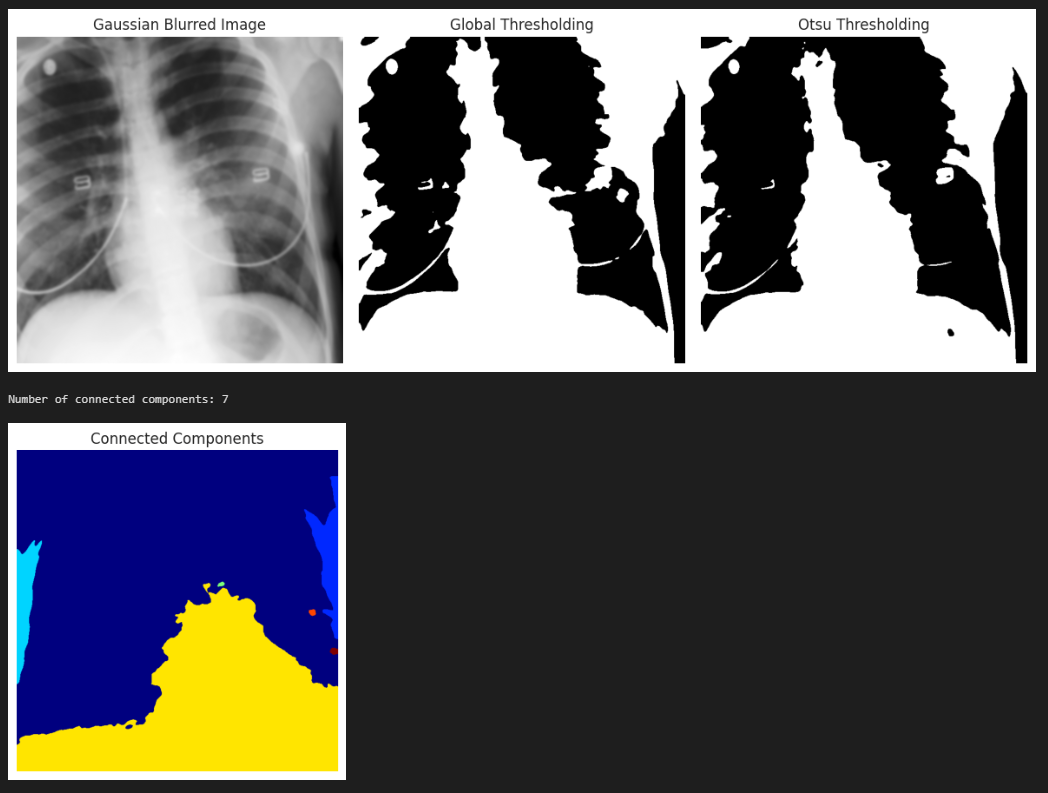 Gaussian Blurred Image
Global Thresholding
Otsu Thresholding
Number of connected components: 7
Connected Components